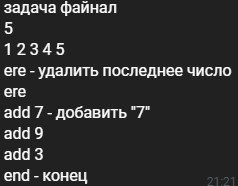 задача файнал
5
1 2 3 4 5
ere - удалить последнее число
ere
add 7 - добавить "7"
add 9
add 3
end - конец
21:21